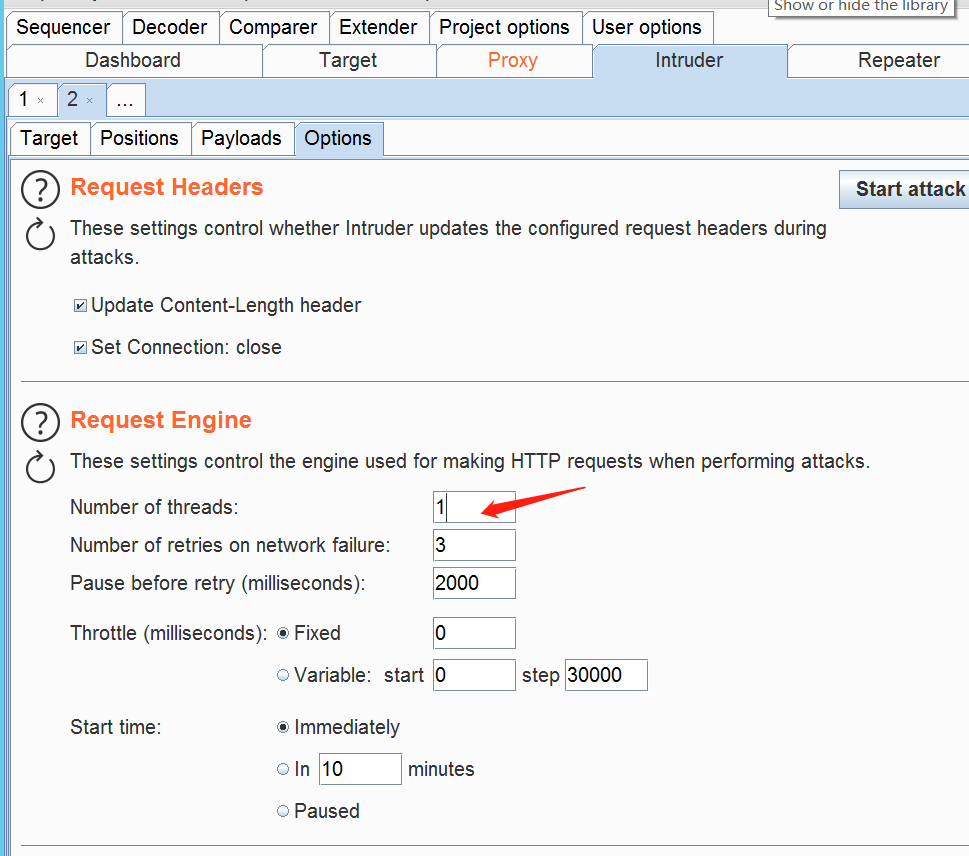 Show or hide the library
Sequencer Decoder Comparer Extender Project options User options
Dashboard Target Proxy Intruder Repeater
1 × 2 × ...
Target Positions Payloads Options
? Request Headers Start attack
These settings control whether Intruder updates the configured request headers during
attacks.
Update Content-Length header
Set Connection: close
? Request Engine
These settings control the engine used for making HTTP requests when performing attacks.
Number of threads: 1
Number of retries on network failure: 3
Pause before retry (milliseconds): 2000
Throttle (milliseconds): Fixed 0
Variable: start 0 step 30000
Start time: Immediately
In 10 minutes
Paused